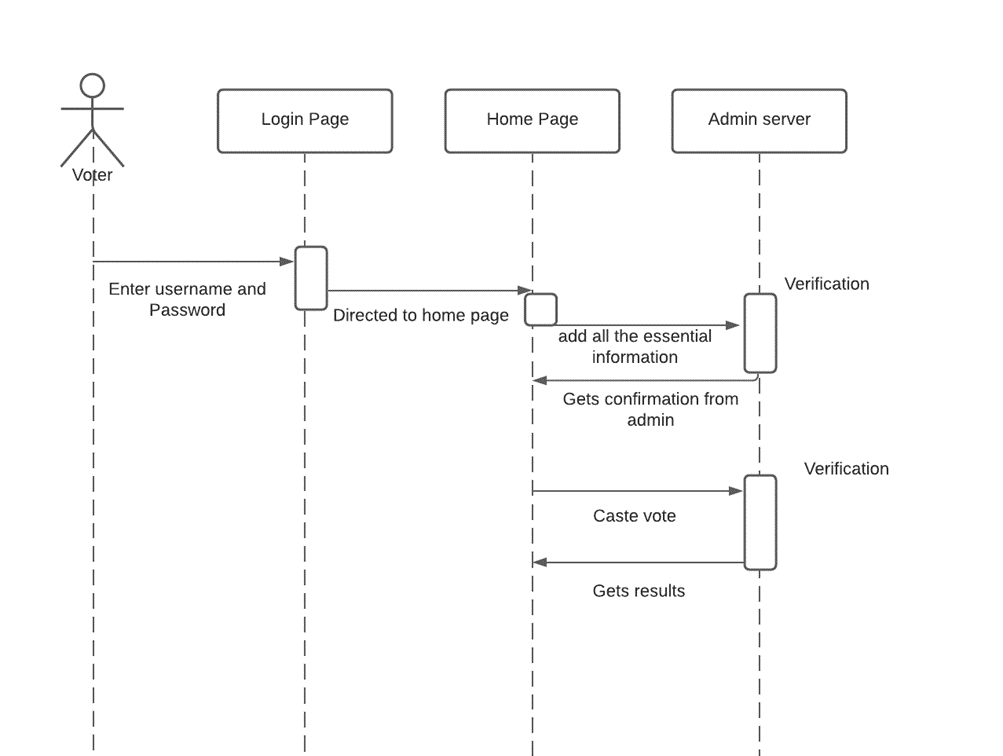 Login Page
Home Page
Admin server
Voter
Enter username and
Password
Directed to home page
Verification
add all the essential
information
Gets confirmation from
admin
Verification
Caste vote
Gets results